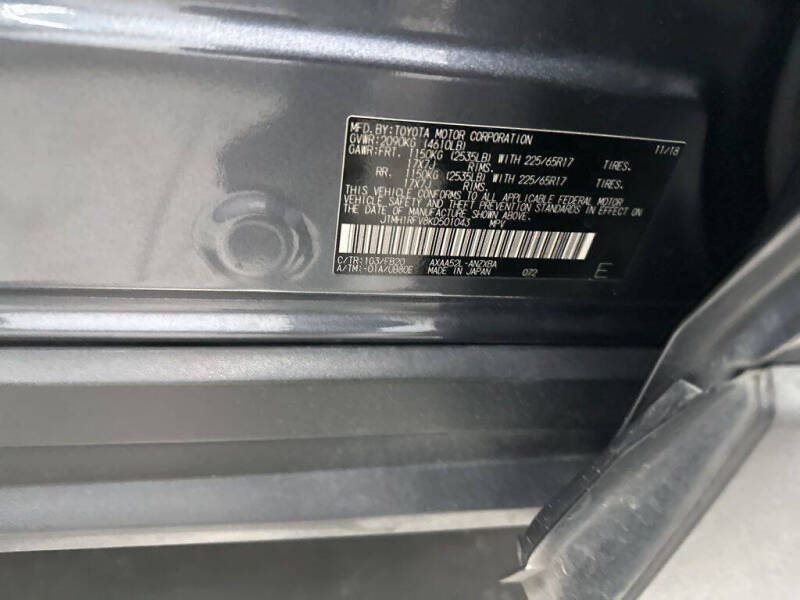 MFD. BY: TOYOTA MOTOR CORPORATION 11/18
GVWR: 2090KG (4610LB)
GAWR: FRT. 1150KG (2535LB) WITH 225/65R17 TIRES.
17X7J RIMS.
RR. 1150KG (2535LB) WITH 225/65R17 TIRES.
17X7J RIMS.
THIS VEHICLE CONFORMS TO ALL APPLICABLE FEDERAL MOTOR
VEHICLE SAFETY AND THEFT PREVENTION STANDARDS IN EFFECT ON
THE DATE OF MANUFACTURE SHOWN ABOVE.
JTMH1RFV8KD501043 MPV
C/TR: 1G3/FB20 AXAA52L-ANZXBA
A/TM: -01A/UB80E MADE IN JAPAN 072 E